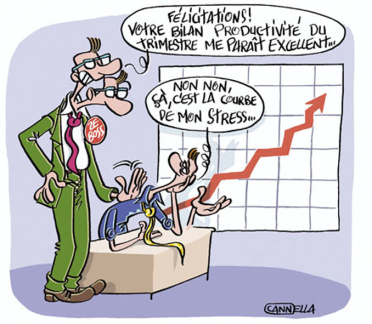 FÉLICITATIONS!
VOTRE BILAN PRODUCTIVITÉ DU
TRIMESTRE ME PARAÎT EXCELLENT...
NON NON,
ÇA, C'EST LA COURBE
DE MON STRESS...
ZE
BOSS
CANNELLA